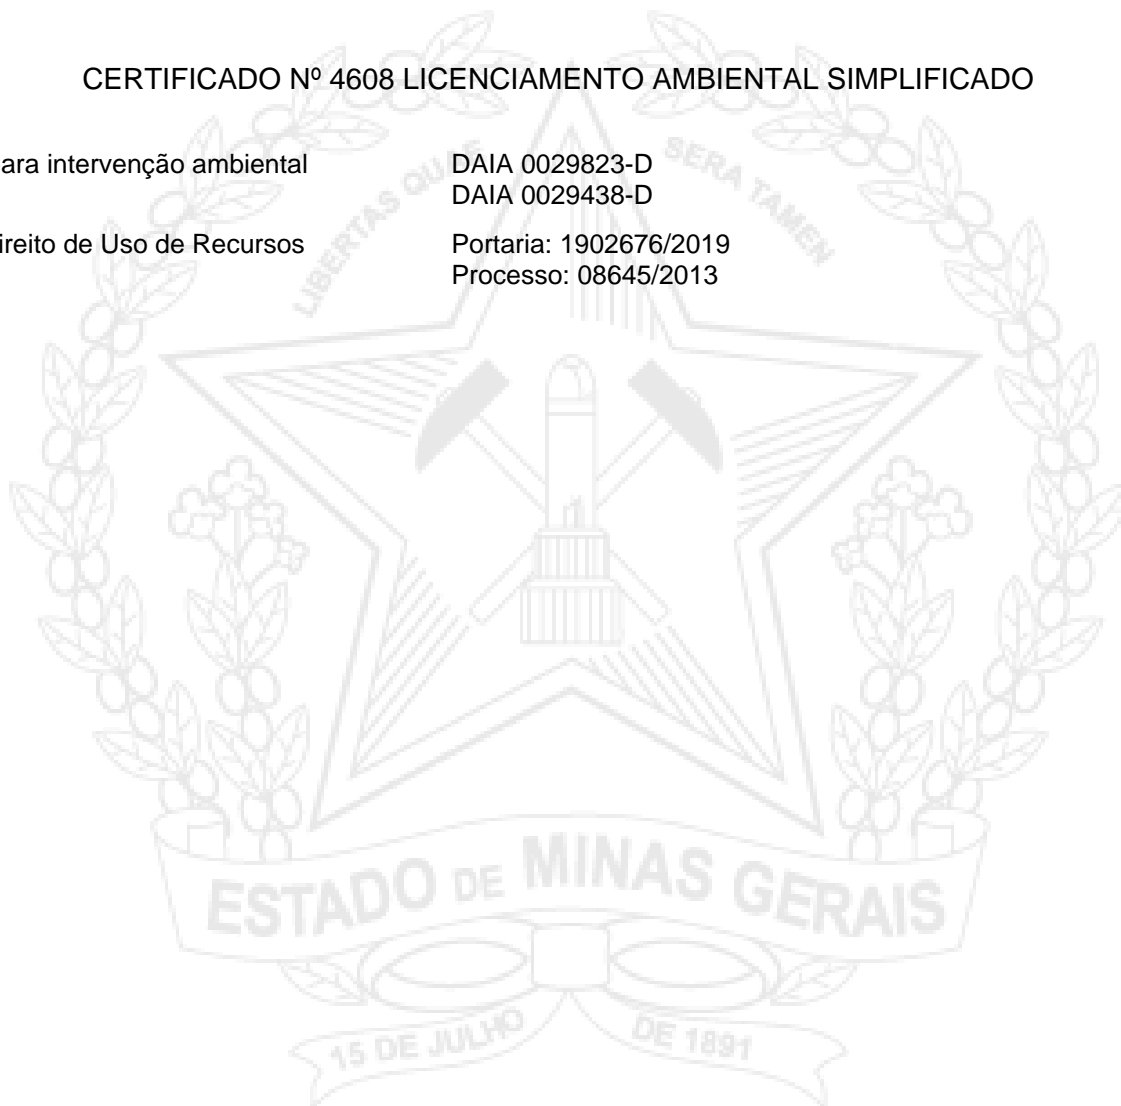 CERTIFICADO Nº 4608 LICENCIAMENTO AMBIENTAL SIMPLIFICADO
ara intervenção ambiental DAIA 0029823-D
DAIA 0029438-D
ireito de Uso de Recursos Portaria: 1902676/2019
Processo: 08645/2013
LIBERTAS QUÆ SERA TAMEN
ESTADO DE MINAS GERAIS
15 DE JULHO DE 1891